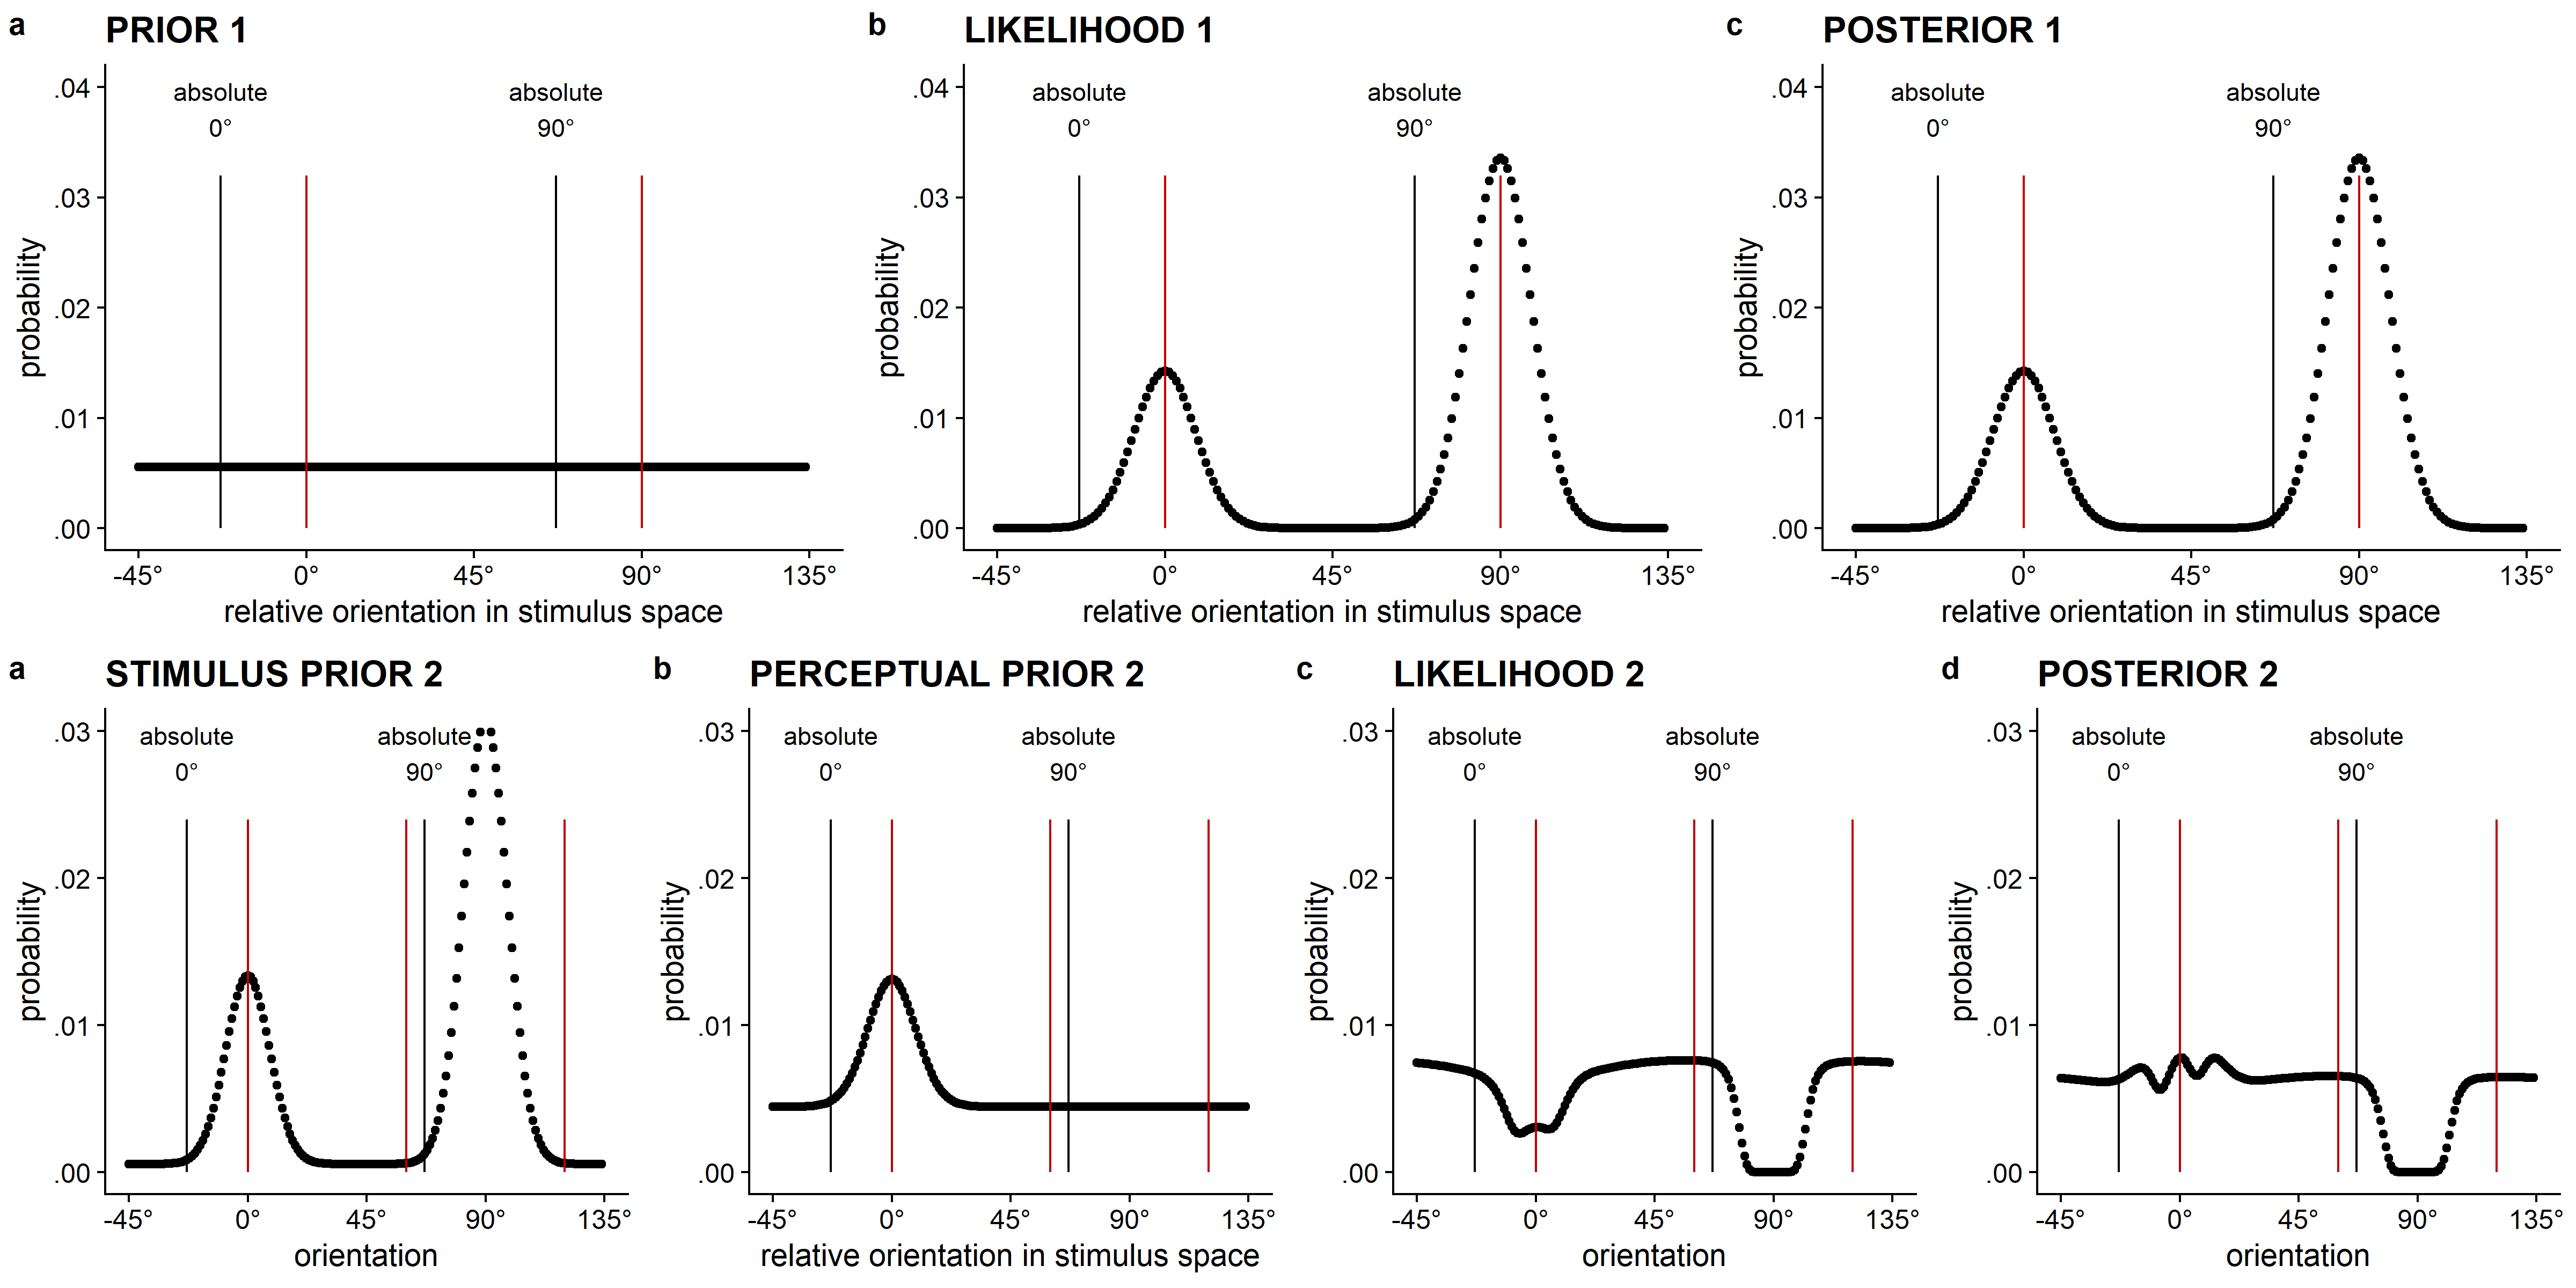 a PRIOR 1
.04
.03
.02
.01
.00
absolute absolute
0° 90°
probability
-45° 0° 45° 90° 135°
relative orientation in stimulus space
b LIKELIHOOD 1
.04
.03
.02
.01
.00
absolute absolute
0° 90°
probability
-45° 0° 45° 90° 135°
relative orientation in stimulus space
c POSTERIOR 1
.04
.03
.02
.01
.00
absolute absolute
0° 90°
probability
-45° 0° 45° 90° 135°
relative orientation in stimulus space
a STIMULUS PRIOR 2
.03
.02
.01
.00
absolute absolute
0° 90°
probability
-45° 0° 45° 90° 135°
orientation
b PERCEPTUAL PRIOR 2
.03
.02
.01
.00
absolute absolute
0° 90°
probability
-45° 0° 45° 90° 135°
relative orientation in stimulus space
c LIKELIHOOD 2
.03
.02
.01
.00
absolute absolute
0° 90°
probability
-45° 0° 45° 90° 135°
orientation
d POSTERIOR 2
.03
.02
.01
.00
absolute absolute
0° 90°
probability
-45° 0° 45° 90° 135°
orientation